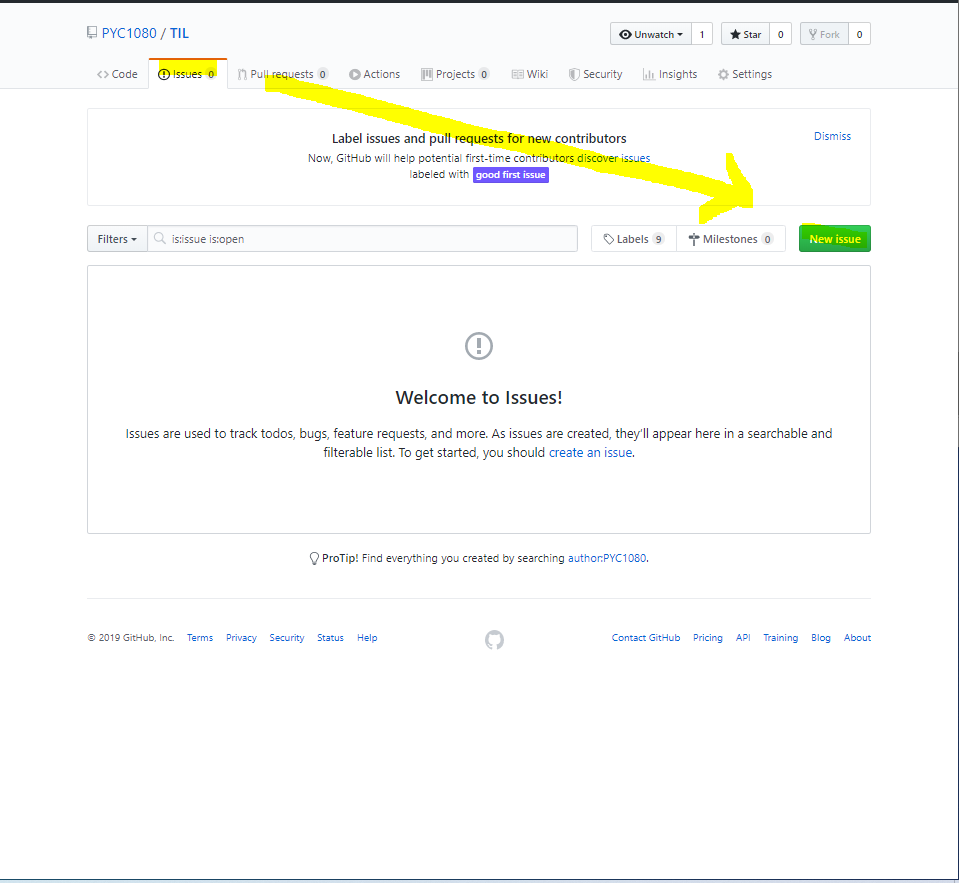 PYC1080 / TIL
Unwatch 1 Star 0 Fork 0
Code Issues 0 Pull requests 0 Actions Projects 0 Wiki Security Insights Settings
Label issues and pull requests for new contributors
Dismiss
Now, GitHub will help potential first-time contributors discover issues
labeled with good first issue
Filters is:issue is:open Labels 9 Milestones 0 New issue
Welcome to Issues!
Issues are used to track todos, bugs, feature requests, and more. As issues are created, they'll appear here in a searchable and
filterable list. To get started, you should create an issue.
ProTip! Find everything you created by searching author:PYC1080.
© 2019 GitHub, Inc. Terms Privacy Security Status Help Contact GitHub Pricing API Training Blog About